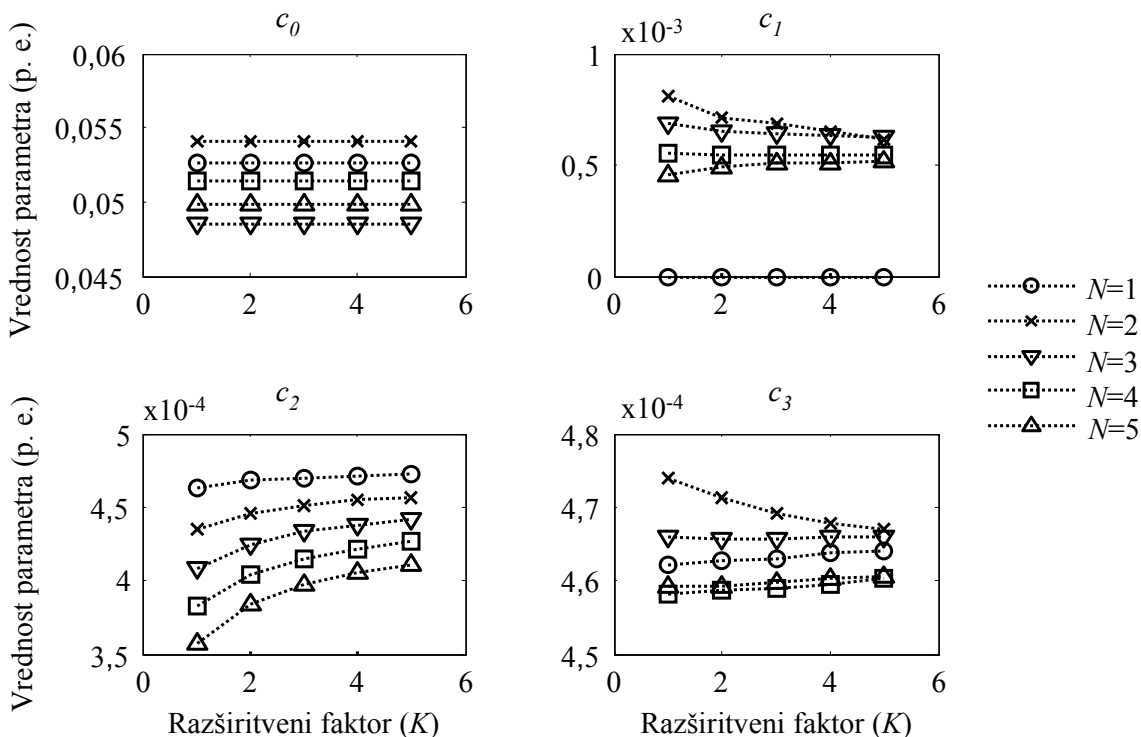 c₀
Vrednost parametra (p. e.)
0,06
0,055
0,05
0,045
0 2 4 6
c₁
x10⁻³
1
0,5
0
0 2 4 6
N=1
N=2
N=3
N=4
N=5
c₂
x10⁻⁴
Vrednost parametra (p. e.)
5
4,5
4
3,5
0 2 4 6
Razširitveni faktor (K)
c₃
x10⁻⁴
4,8
4,7
4,6
4,5
0 2 4 6
Razširitveni faktor (K)